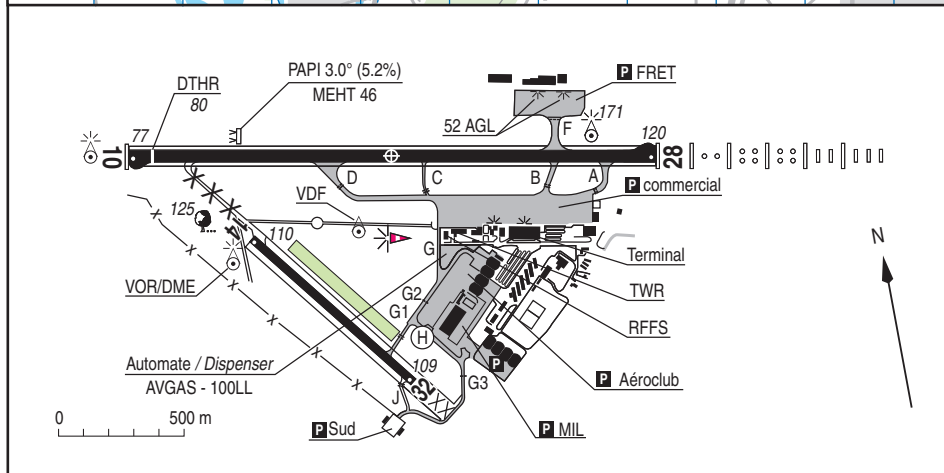 PAPI 3.0° (5.2%)
MEHT 46
P FRET
DTHR
80
77
52 AGL
171
F
120
10
28
D
C
B
A
P commercial
VDF
125
110
G
N
Terminal
VOR/DME
TWR
G2
G1
RFFS
H
Automate / Dispenser
AVGAS - 100LL
109
P
P Aéroclub
32
G3
J
0
500 m
P Sud
P MIL